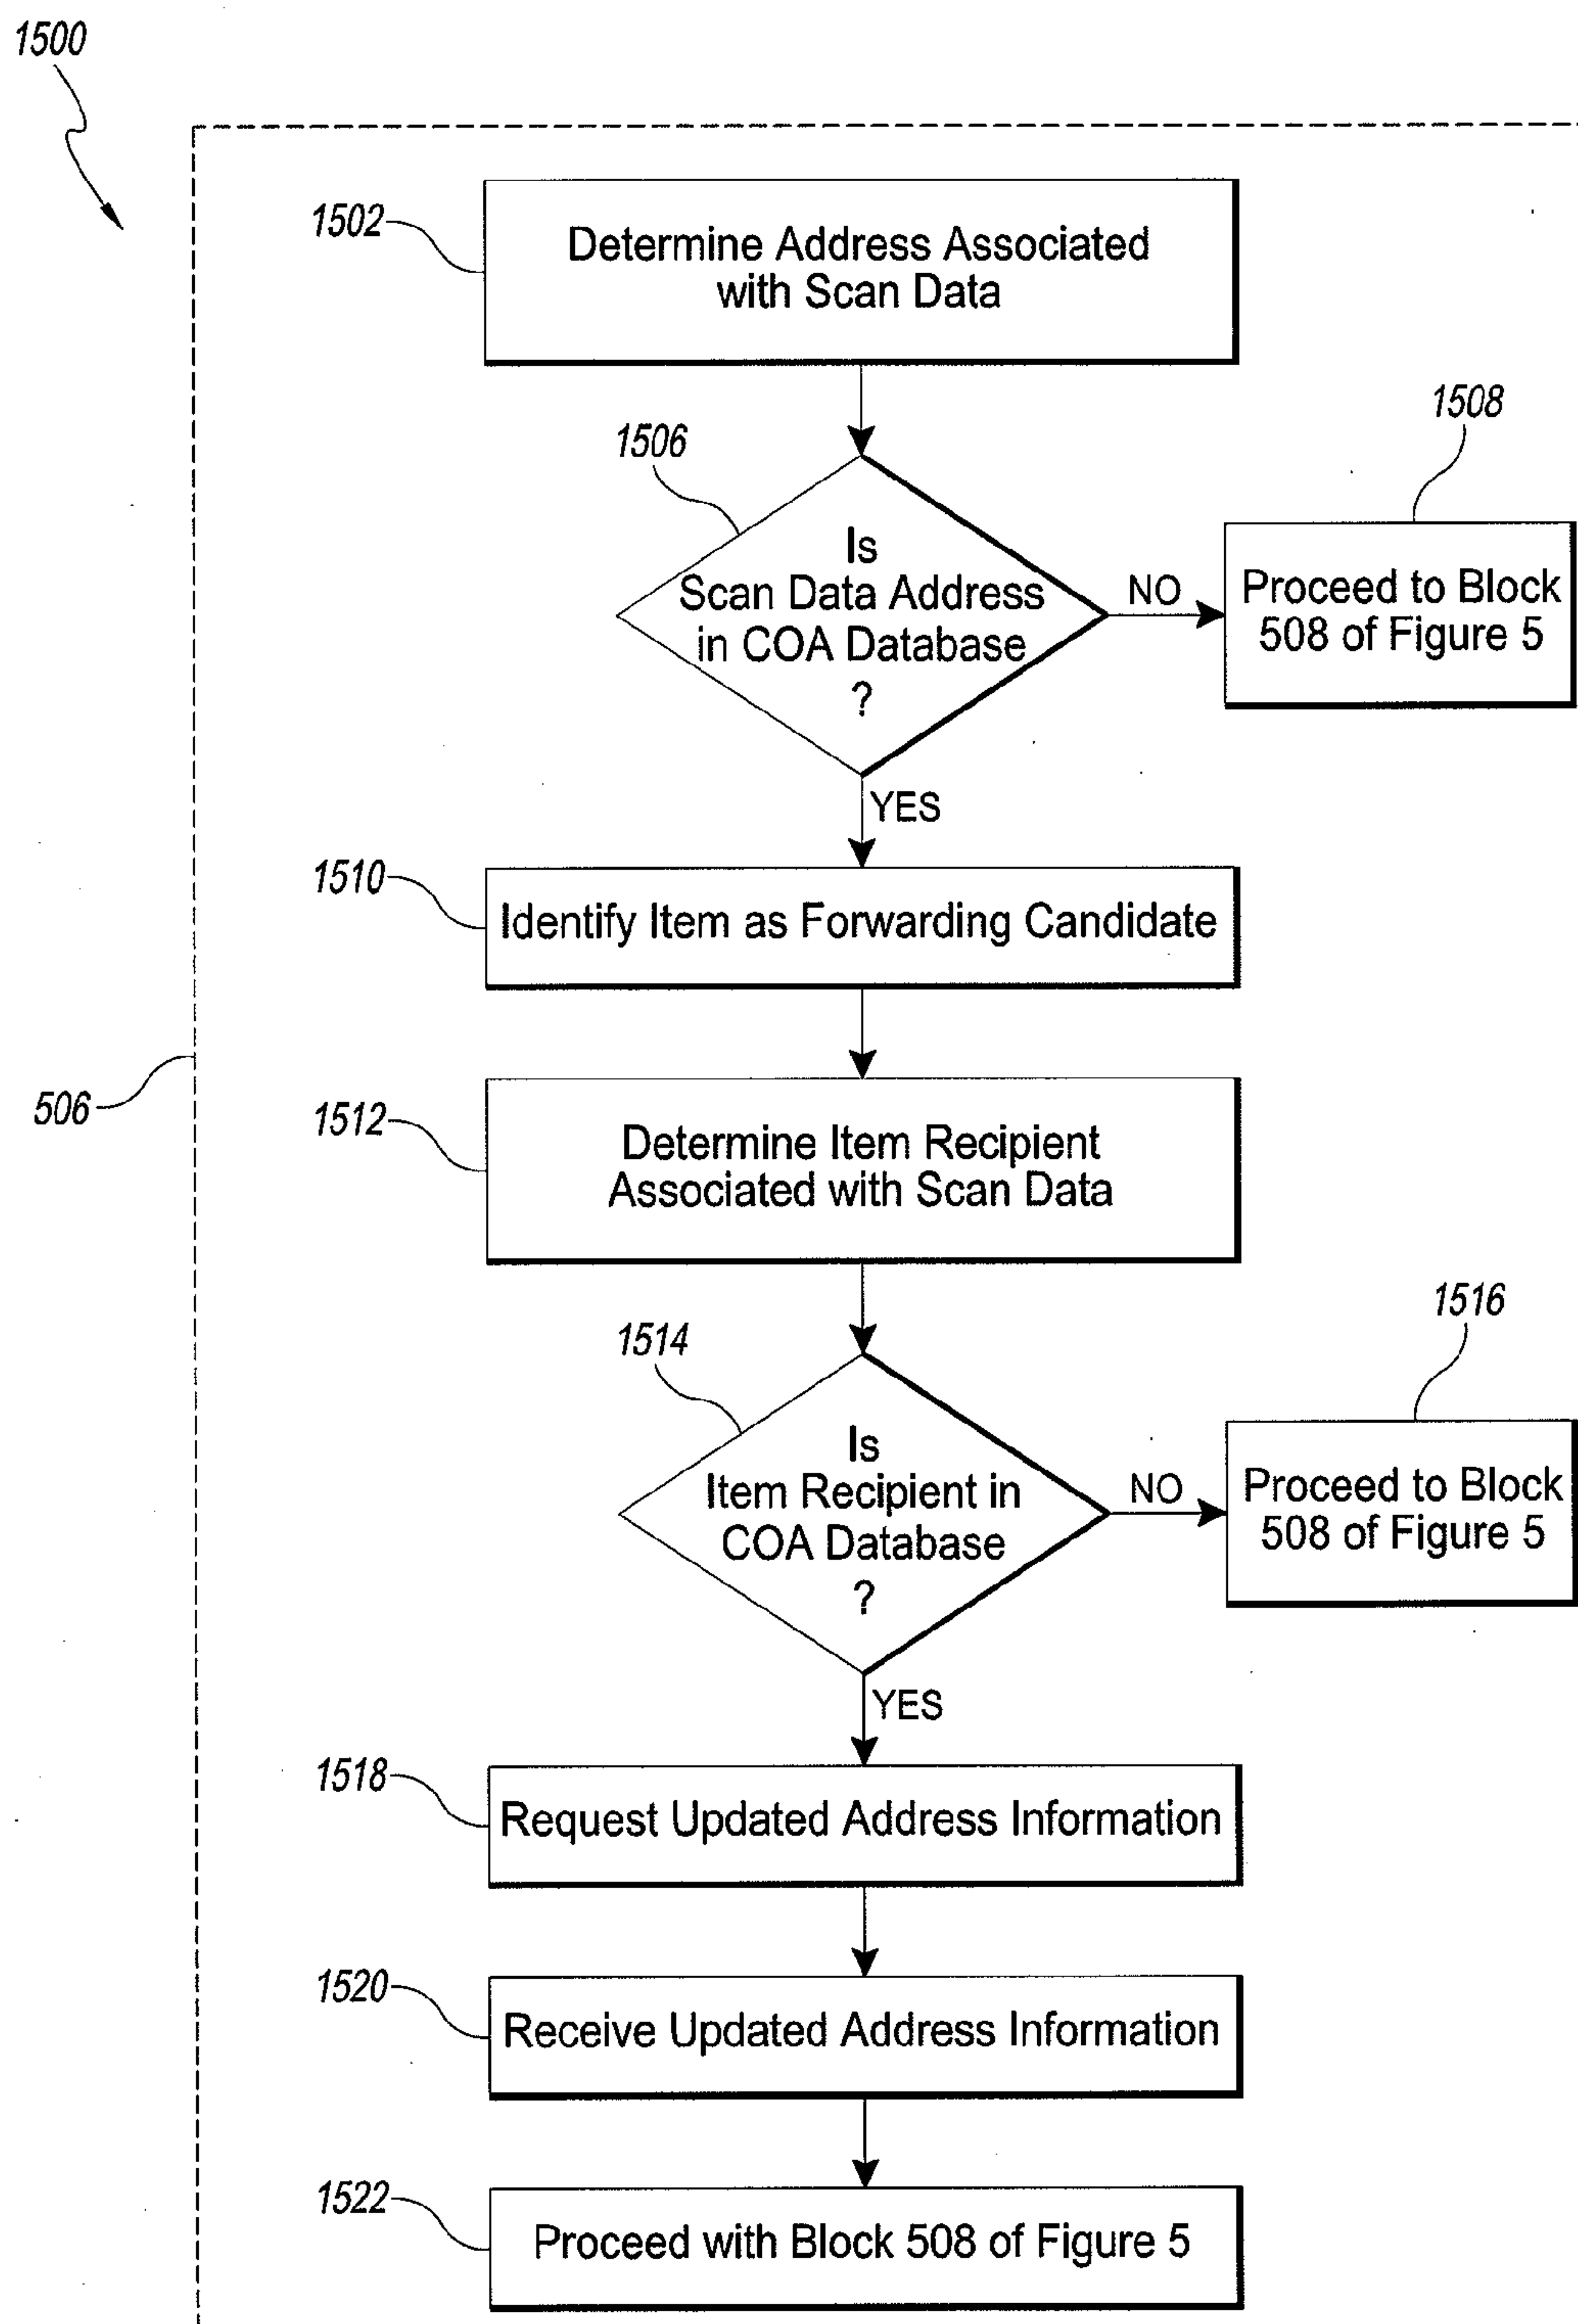 1500
1502
Determine Address Associated
with Scan Data
1506
Is
Scan Data Address
in COA Database
?
NO
1508
Proceed to Block
508 of Figure 5
YES
1510
Identify Item as Forwarding Candidate
506
1512
Determine Item Recipient
Associated with Scan Data
1514
Is
Item Recipient in
COA Database
?
NO
1516
Proceed to Block
508 of Figure 5
YES
1518
Request Updated Address Information
1520
Receive Updated Address Information
1522
Proceed with Block 508 of Figure 5